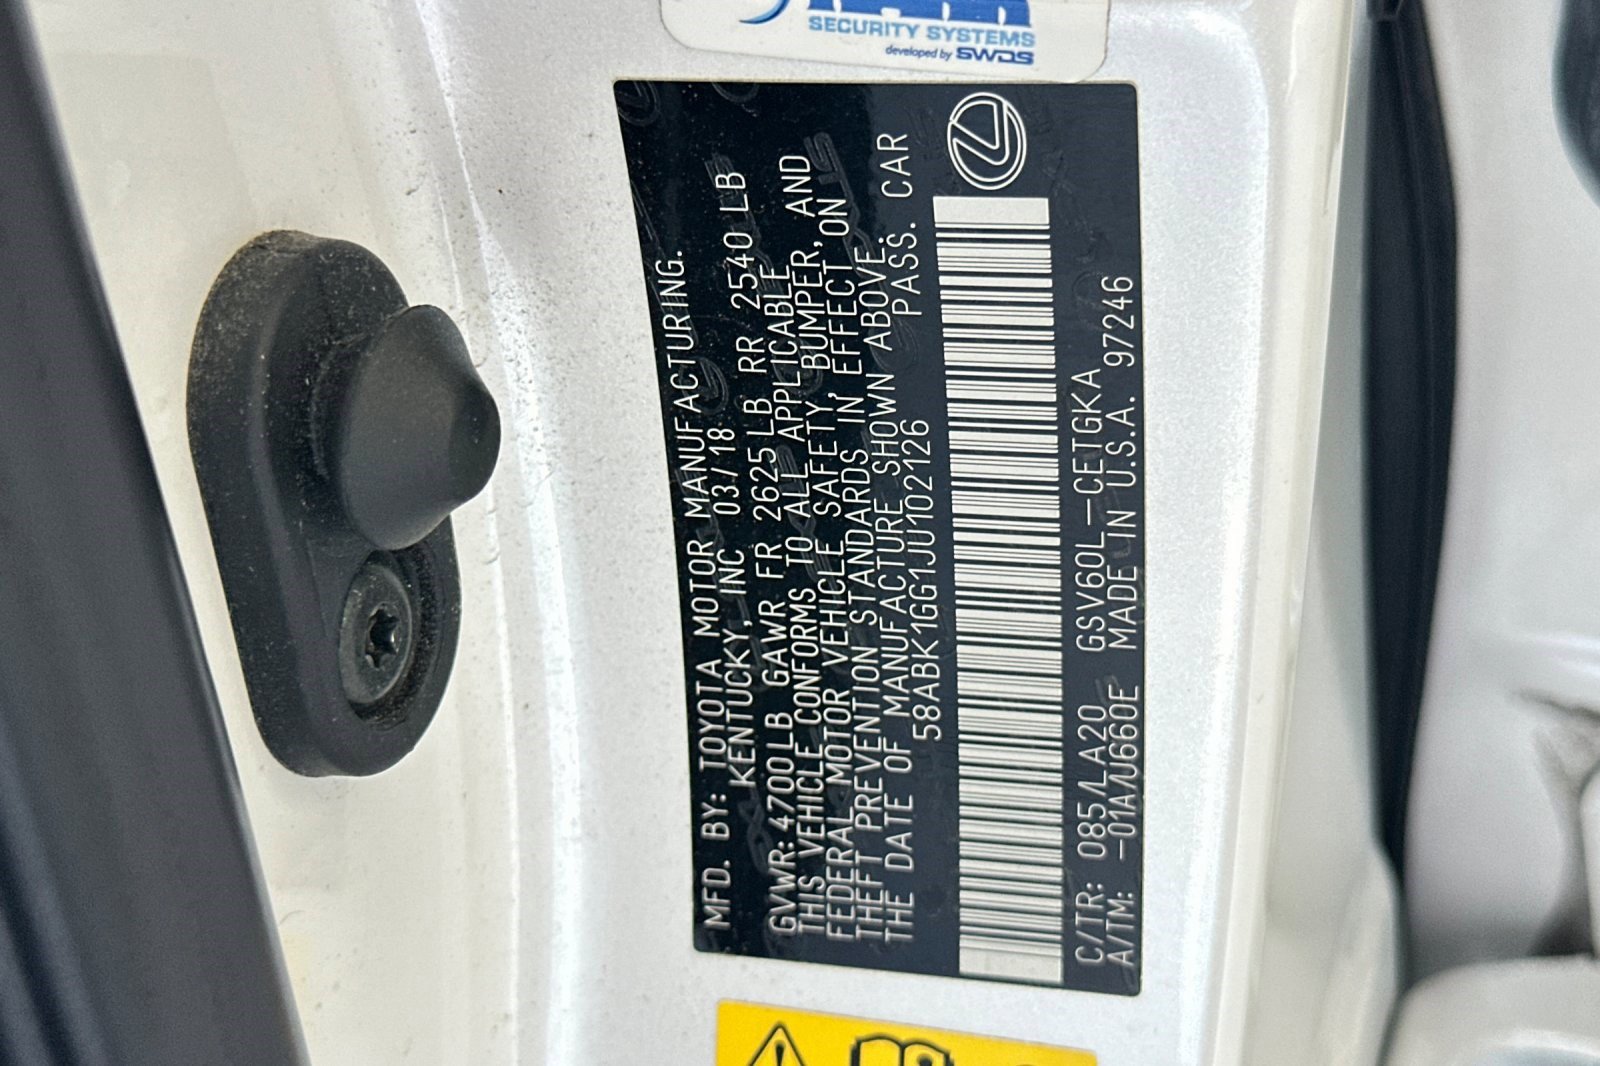 SECURITY SYSTEMS
developed by SWDS
MFD. BY: TOYOTA MOTOR MANUFACTURING.
KENTUCKY, INC 03/18
GVWR: 4700LB GAWR FR 2625LB RR 2540LB
THIS VEHICLE CONFORMS TO ALL APPLICABLE
FEDERAL MOTOR VEHICLE SAFETY, BUMPER, AND
THEFT PREVENTION STANDARDS IN EFFECT ON
THE DATE OF MANUFACTURE SHOWN ABOVE.
58ABK1GG1JU102126 PASS. CAR
C/TR: 085/LA20 GSV60L-CETGKA
A/TM: -01A/U660E MADE IN U.S.A. 97246